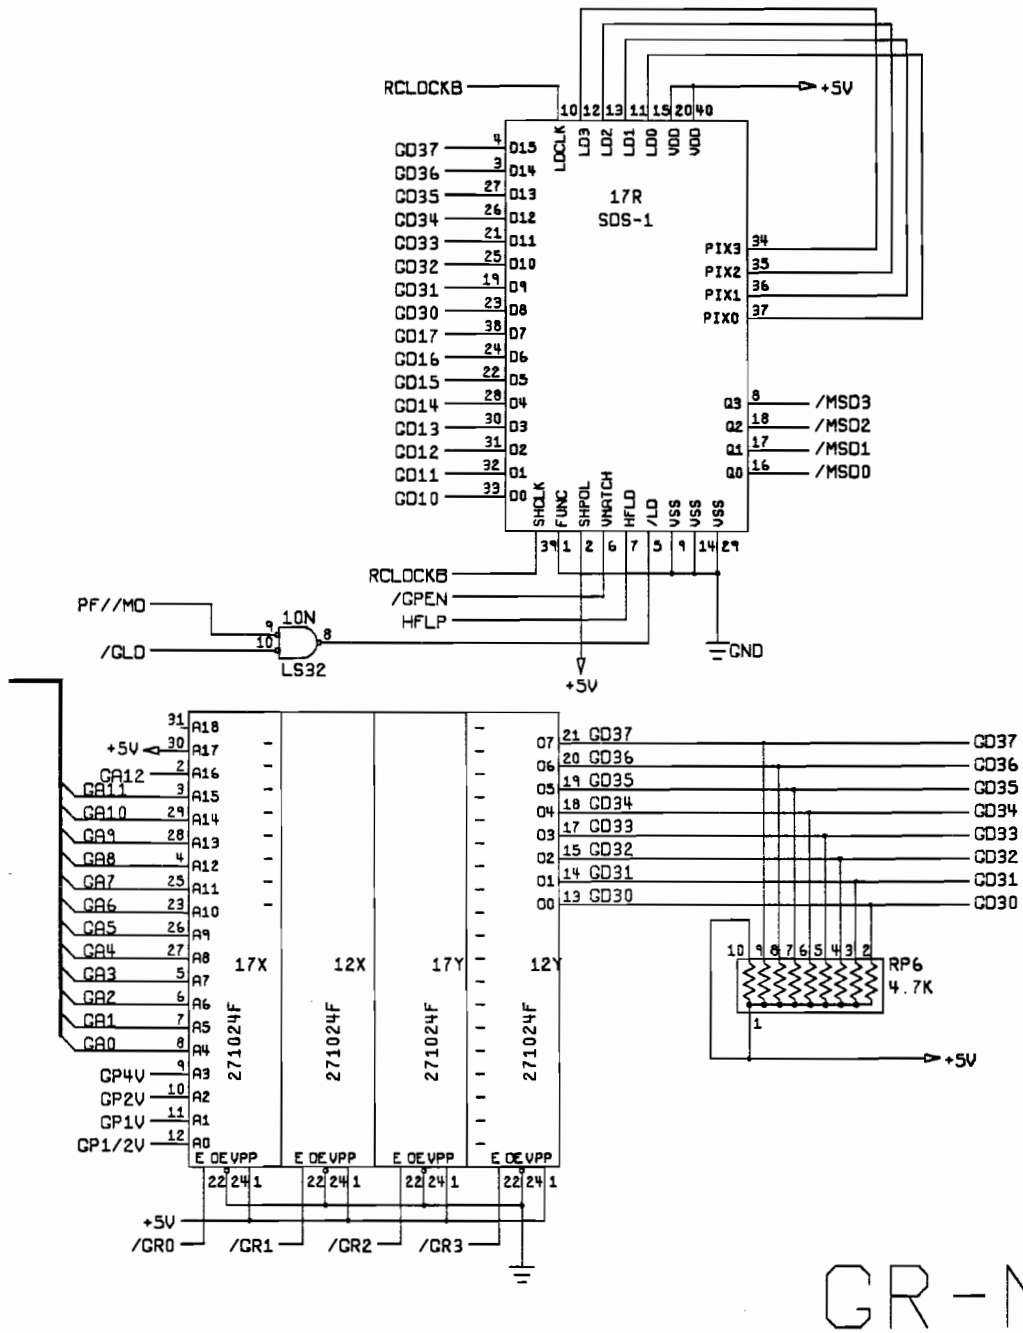 RCLOCKB
+5V
10 12 13 11 15 20 40
LDCLK LD3 LD2 LD1 LD0 VDD VDD
17R
SOS-1
GD37 4 D15
GD36 3 D14
GD35 27 D13
GD34 26 D12
GD33 21 D11
GD32 25 D10
GD31 19 D9
GD30 23 D8
GD17 38 D7
GD16 24 D6
GD15 22 D5
GD14 28 D4
GD13 30 D3
GD12 31 D2
GD11 32 D1
GD10 33 D0
PIX3 34
PIX2 35
PIX1 36
PIX0 37
Q3 8 /MSD3
Q2 18 /MSD2
Q1 17 /MSD1
Q0 16 /MSD0
SHCLK FUNC SHPOL VMATCH HFLD /LD VSS VSS VSS
39 1 2 6 7 5 9 14 29
RCLOCKB
/GPEN
HFLP
PF//MO
/GLD
9
10
10N
8
LS32
+5V
GND
31 A18
+5V 30 A17
GA12 2 A16
GA11 3 A15
GA10 29 A14
GA9 28 A13
GA8 4 A12
GA7 25 A11
GA6 23 A10
GA5 26 A9
GA4 27 A8
GA3 5 A7
GA2 6 A6
GA1 7 A5
GA0 8 A4
GP4V 9 A3
GP2V 10 A2
GP1V 11 A1
GP1/2V 12 A0
17X 12X 17Y 12Y
271024F 271024F 271024F 271024F
O7 21 GD37 GD37
O6 20 GD36 GD36
O5 19 GD35 GD35
O4 18 GD34 GD34
O3 17 GD33 GD33
O2 15 GD32 GD32
O1 14 GD31 GD31
O0 13 GD30 GD30
10 9 8 7 6 5 4 3 2
RP6
4.7K
1
+5V
E OE VPP E OE VPP E OE VPP E OE VPP
22 24 1 22 24 1 22 24 1 22 24 1
+5V
/GR0 /GR1 /GR2 /GR3
GR-